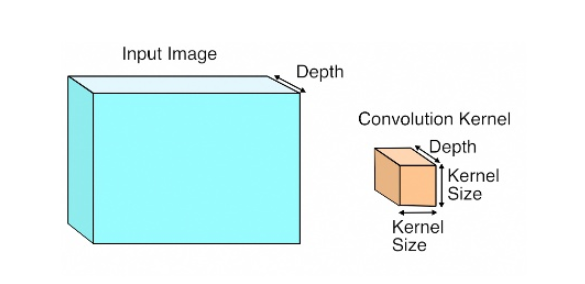 Input Image
Depth
Convolution Kernel
Depth
Kernel
Size
Kernel
Size